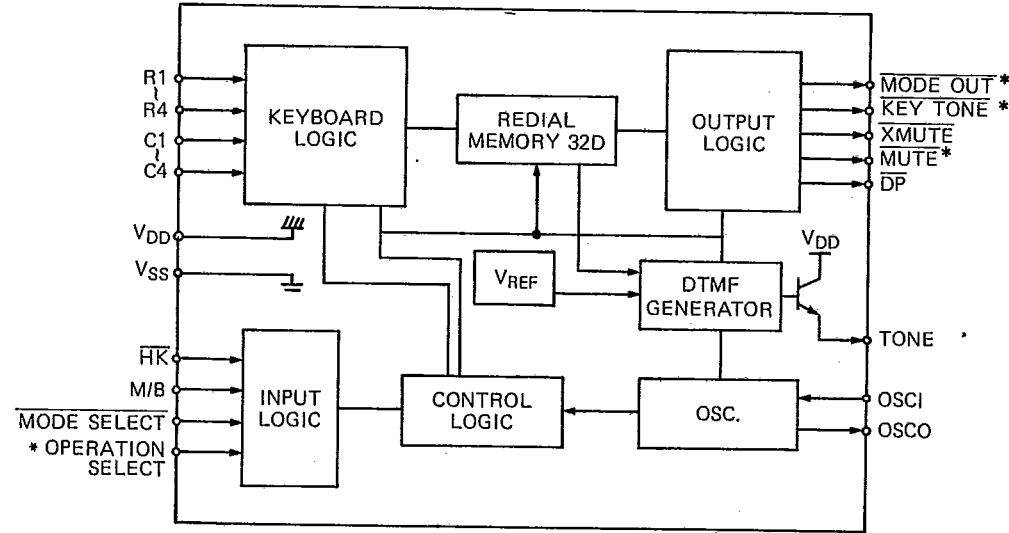 R1
~
R4
C1
~
C4
VDD
VSS
HK
M/B
MODE SELECT
* OPERATION
SELECT
KEYBOARD
LOGIC
REDIAL
MEMORY 32D
OUTPUT
LOGIC
VREF
DTMF
GENERATOR
INPUT
LOGIC
CONTROL
LOGIC
OSC.
MODE OUT *
KEY TONE *
XMUTE
MUTE *
DP
VDD
TONE
OSCI
OSCO